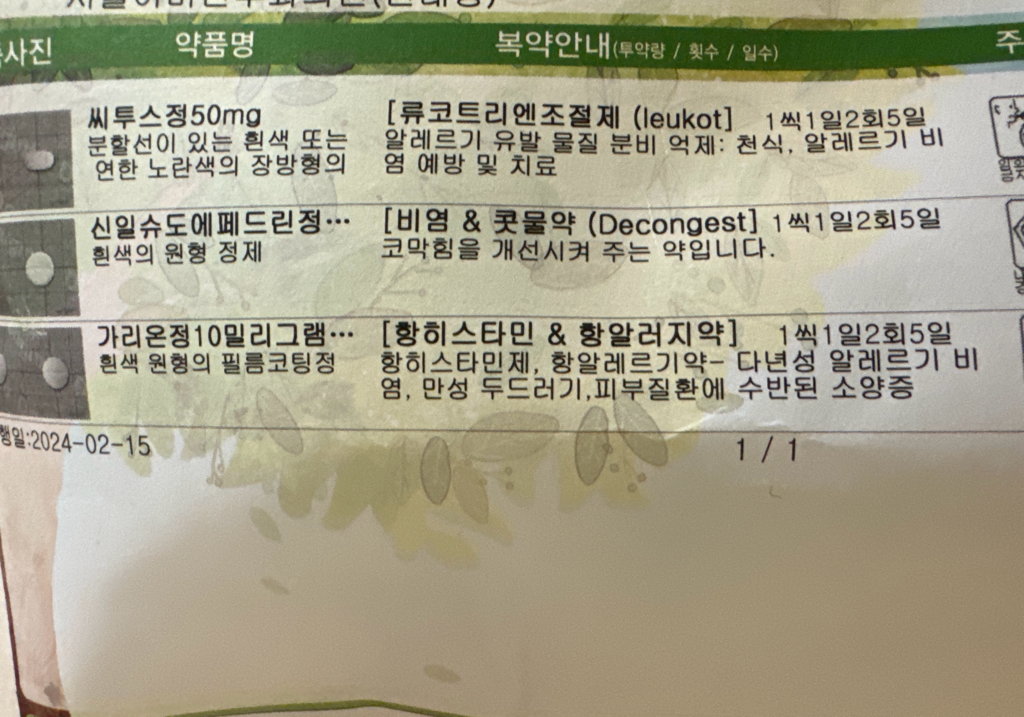 사진 약품명 복약안내(투약량 / 횟수 / 일수) 주
씨투스정50mg [류코트리엔조절제 (leukot] 1씩1일2회5일
분할선이 있는 흰색 또는 알레르기 유발 물질 분비 억제: 천식, 알레르기 비
연한 노란색의 장방형의 염 예방 및 치료
신일슈도에페드린정… [비염 & 콧물약 (Decongest] 1씩1일2회5일
흰색의 원형 정제 코막힘을 개선시켜 주는 약입니다.
가리온정10밀리그램… [항히스타민 & 항알러지약] 1씩1일2회5일
흰색 원형의 필름코팅정 항히스타민제, 항알레르기약- 다년성 알레르기 비
염, 만성 두드러기,피부질환에 수반된 소양증
행일:2024-02-15 1 / 1